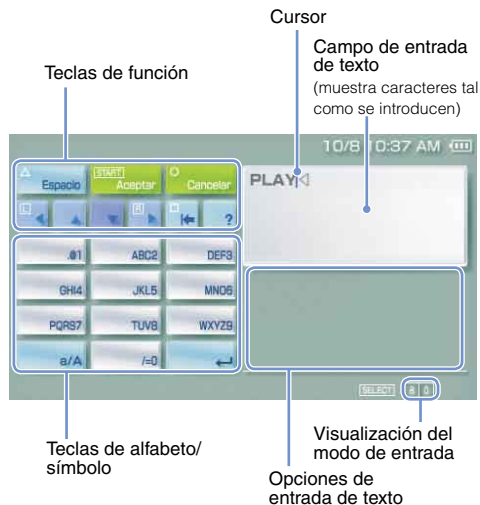 Cursor
Campo de entrada
de texto
(muestra caracteres tal
como se introducen)
Teclas de función
10/8 10:37 AM
Espacio
START
Aceptar
Cancelar
L
R
?
PLAY
.@1
ABC2
DEF3
GHI4
JKL5
MNO6
PQRS7
TUV8
WXYZ9
a/A
/=0
SELECT
Teclas de alfabeto/
símbolo
Visualización del
modo de entrada
Opciones de
entrada de texto